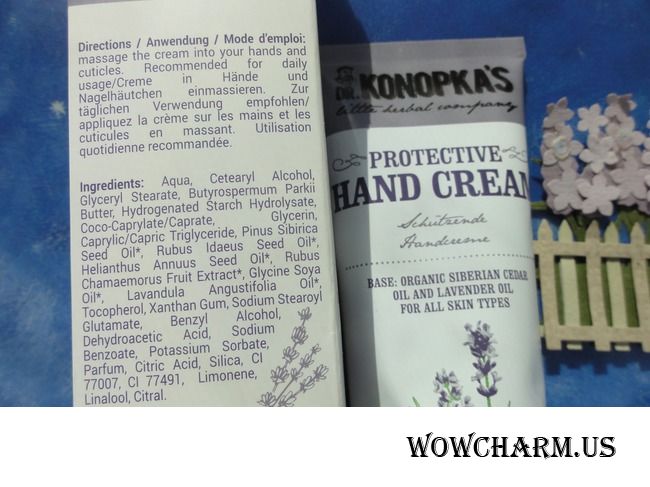 Directions / Anwendung / Mode d'emploi:
massage the cream into your hands and
cuticles. Recommended for daily
usage/Creme in Hände und
Nagelhäutchen einmassieren. Zur
täglichen Verwendung empfohlen/
appliquez la crème sur les mains et les
cuticules en massant. Utilisation
quotidienne recommandée.
Ingredients: Aqua, Cetearyl Alcohol,
Glyceryl Stearate, Butyrospermum Parkii
Butter, Hydrogenated Starch Hydrolysate,
Coco-Caprylate/Caprate, Glycerin,
Caprylic/Capric Triglyceride, Pinus Sibirica
Seed Oil*, Rubus Idaeus Seed Oil*,
Helianthus Annuus Seed Oil*, Rubus
Chamaemorus Fruit Extract*, Glycine Soya
Oil*, Lavandula Angustifolia Oil*,
Tocopherol, Xanthan Gum, Sodium Stearoyl
Glutamate, Benzyl Alcohol,
Dehydroacetic Acid, Sodium
Benzoate, Potassium Sorbate,
Parfum, Citric Acid, Silica, CI
77007, CI 77491, Limonene,
Linalool, Citral.
DR. KONOPKA'S
little herbal company
PROTECTIVE
HAND CREAM
Schützende
Handcreme
BASE: ORGANIC SIBERIAN CEDAR
OIL AND LAVENDER OIL
FOR ALL SKIN TYPES
WOWCHARM.US